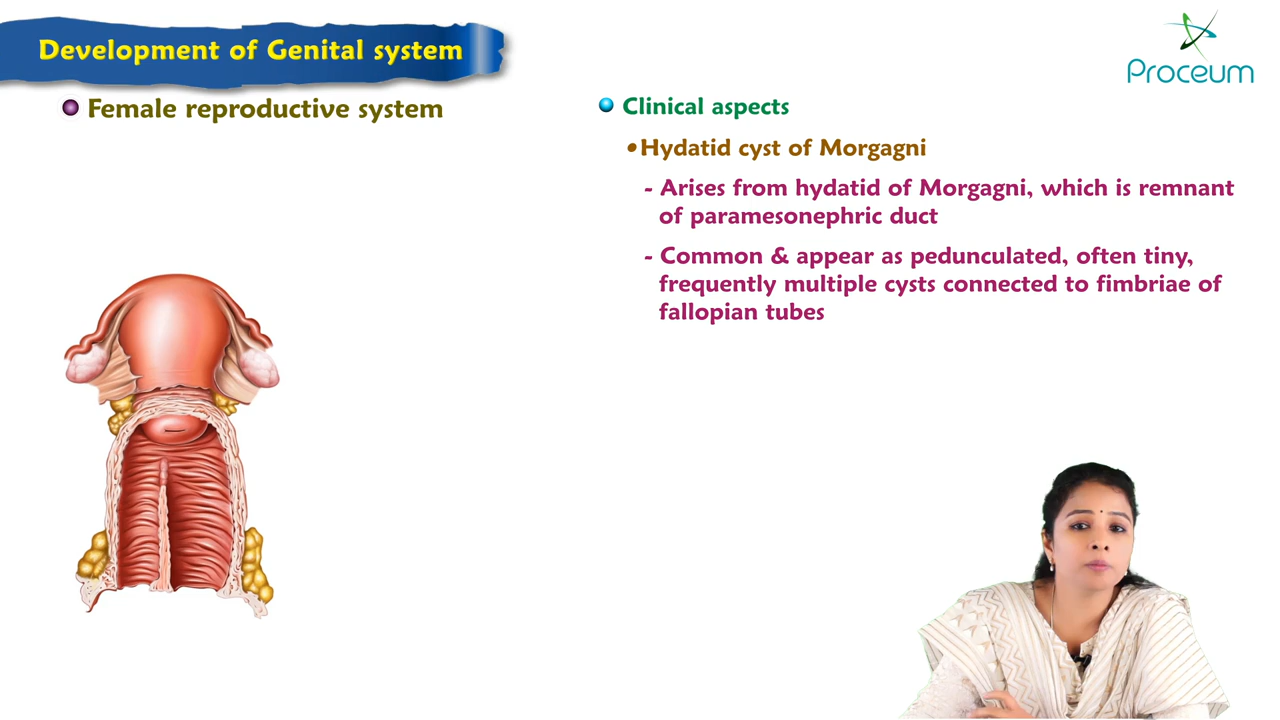 Development of Genital system
Proceum
Female reproductive system
Clinical aspects
•Hydatid cyst of Morgagni
- Arises from hydatid of Morgagni, which is remnant
of paramesonephric duct
- Common & appear as pedunculated, often tiny,
frequently multiple cysts connected to fimbriae of
fallopian tubes